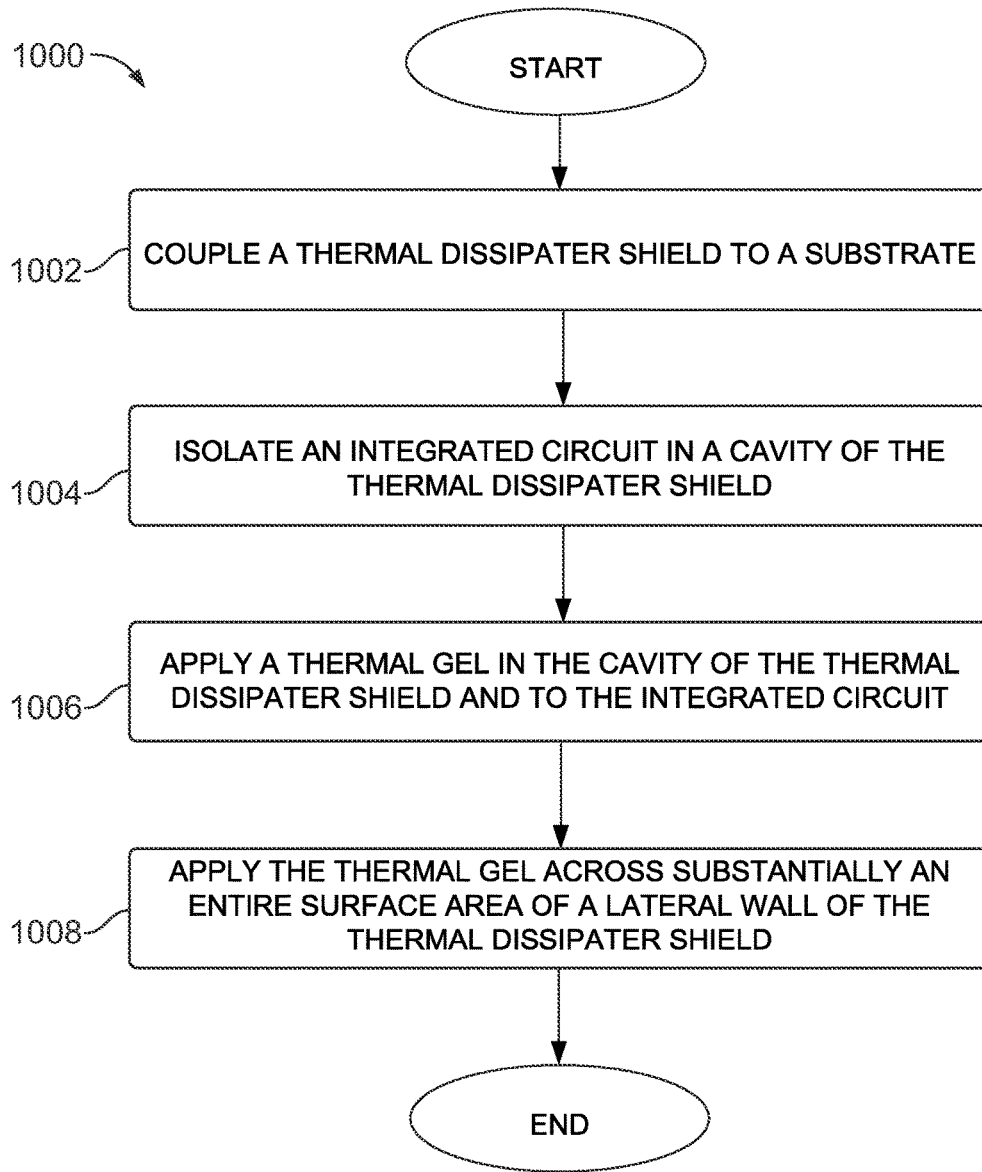 1000
START
1002
COUPLE A THERMAL DISSIPATER SHIELD TO A SUBSTRATE
1004
ISOLATE AN INTEGRATED CIRCUIT IN A CAVITY OF THE
THERMAL DISSIPATER SHIELD
1006
APPLY A THERMAL GEL IN THE CAVITY OF THE THERMAL
DISSIPATER SHIELD AND TO THE INTEGRATED CIRCUIT
1008
APPLY THE THERMAL GEL ACROSS SUBSTANTIALLY AN
ENTIRE SURFACE AREA OF A LATERAL WALL OF THE
THERMAL DISSIPATER SHIELD
END